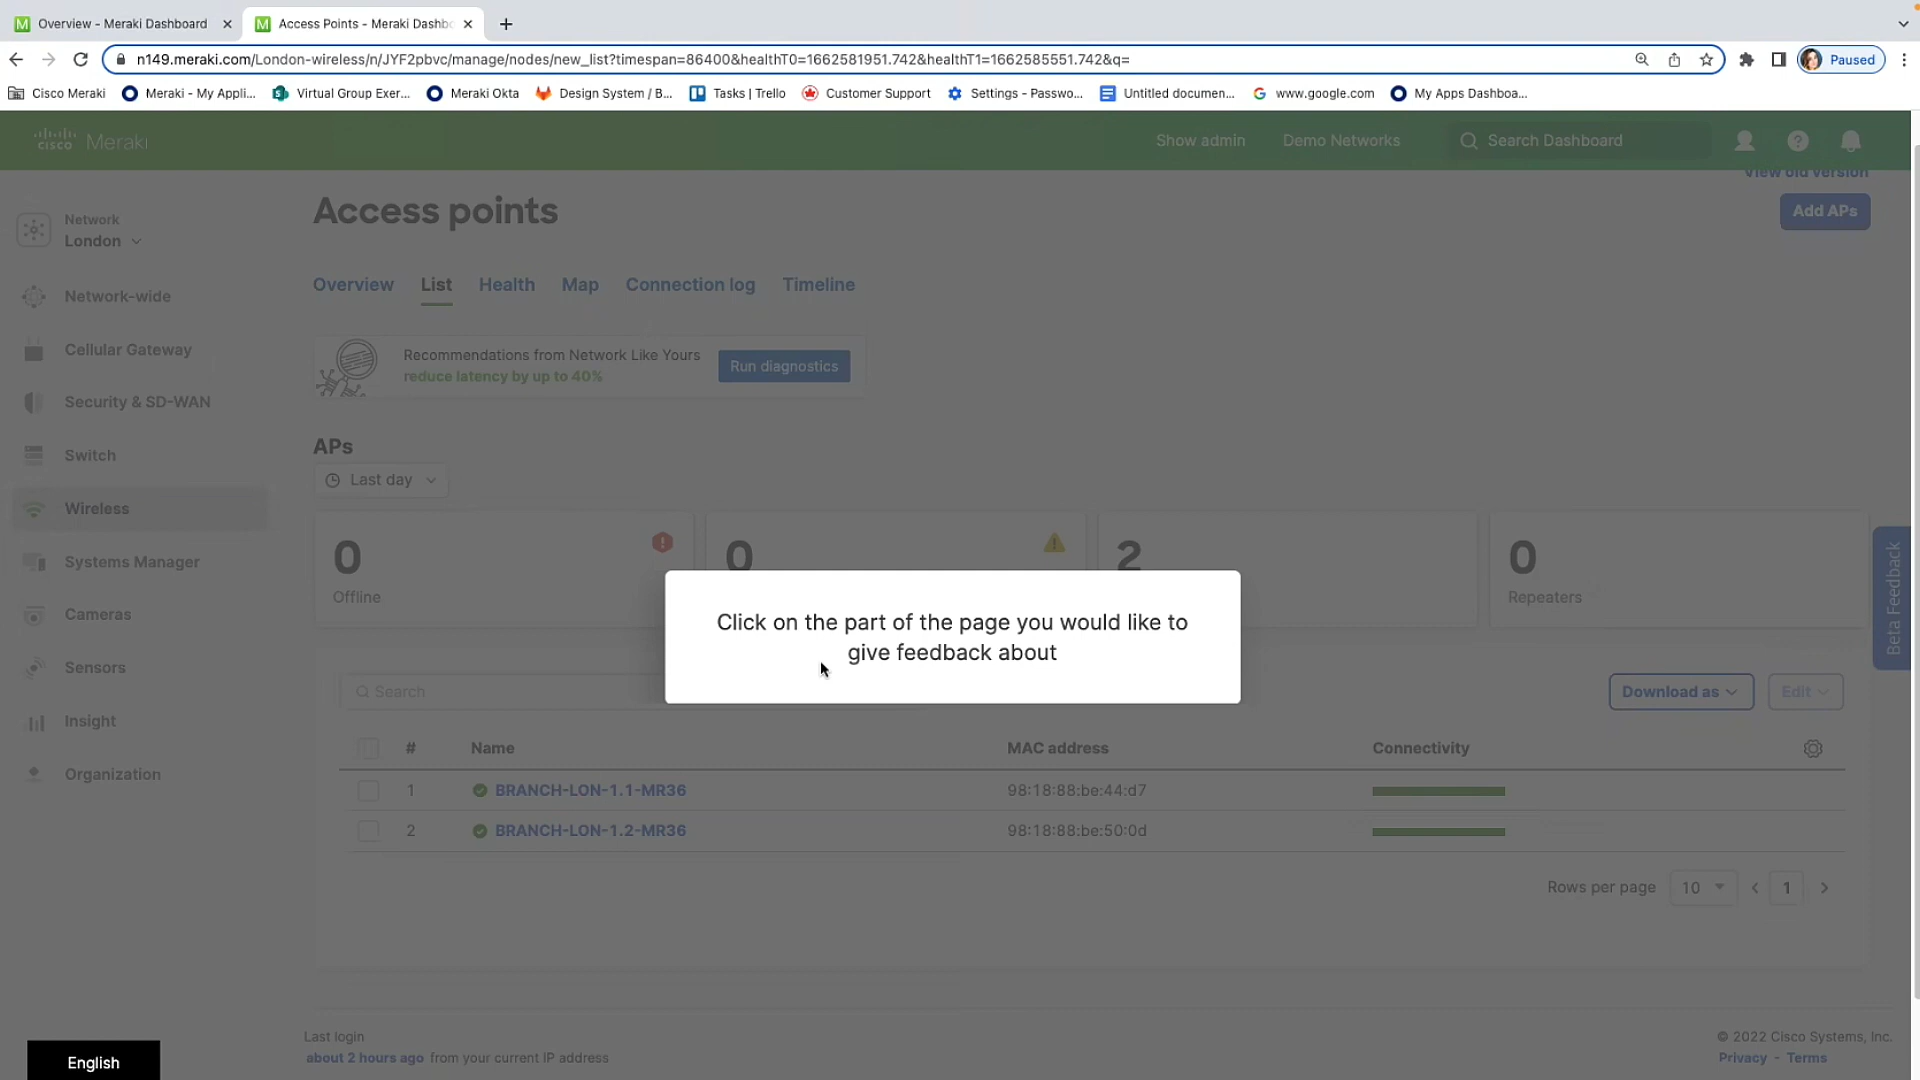 Overview - Meraki Dashboard
Access Points - Meraki Dashbo
n149.meraki.com/London-wireless/n/JYF2pbvc/manage/nodes/new_list?timespan=86400&healthT0=1662581951.742&healthT1=1662585551.742&q=
Paused
Cisco Meraki
Meraki - My Appli...
Virtual Group Exer...
Meraki Okta
Design System / B...
Tasks | Trello
Customer Support
Settings - Passwo...
Untitled documen...
www.google.com
My Apps Dashboa...
cisco Meraki
Show admin
Demo Networks
Search Dashboard
View old version
Network
London
Access points
Add APs
Overview
List
Health
Map
Connection log
Timeline
Network-wide
Cellular Gateway
Security & SD-WAN
Switch
Wireless
Systems Manager
Cameras
Sensors
Insight
Organization
Recommendations from Network Like Yours
reduce latency by up to 40%
Run diagnostics
APs
Last day
0
Offline
0
2
0
Repeaters
Click on the part of the page you would like to
give feedback about
Beta Feedback
Search
Download as
Edit
# Name MAC address Connectivity
1 BRANCH-LON-1.1-MR36 98:18:88:be:44:d7
2 BRANCH-LON-1.2-MR36 98:18:88:be:50:0d
Rows per page 10 1
Last login
about 2 hours ago from your current IP address
© 2022 Cisco Systems, Inc.
Privacy - Terms
English